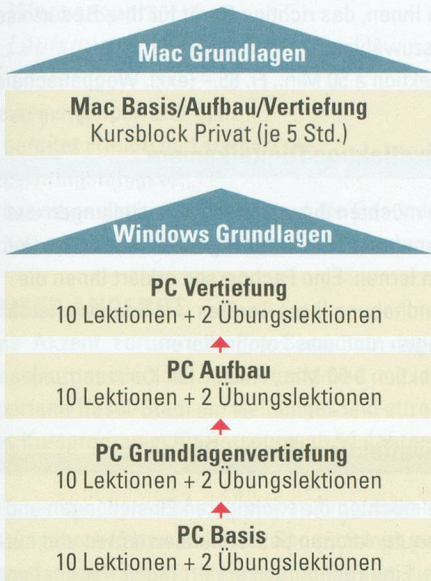 Mac Grundlagen
Mac Basis/Aufbau/Vertiefung
Kursblock Privat (je 5 Std.)
Windows Grundlagen
PC Vertiefung
10 Lektionen + 2 Übungslektionen
PC Aufbau
10 Lektionen + 2 Übungslektionen
PC Grundlagenvertiefung
10 Lektionen + 2 Übungslektionen
PC Basis
10 Lektionen + 2 Übungslektionen